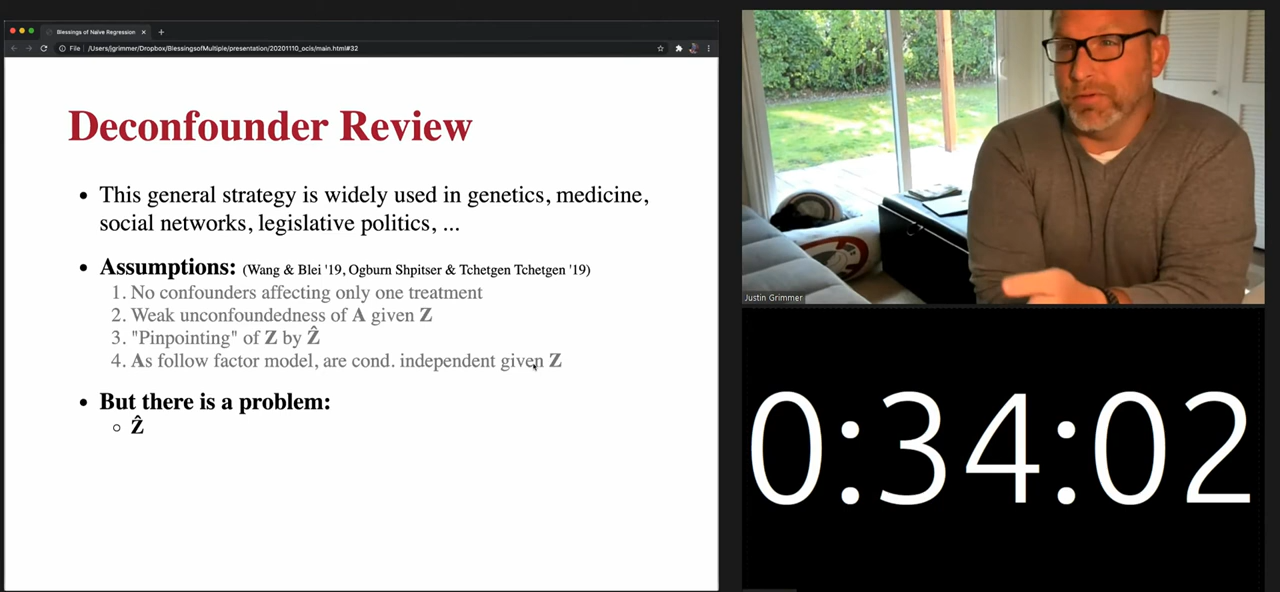 Blessings of Naive Regression
File
/Users/jgrimmer/Dropbox/BlessingsofMultiple/presentation/20201110_ocis/main.html#32
Deconfounder Review
• This general strategy is widely used in genetics, medicine,
social networks, legislative politics, ...
• Assumptions: (Wang & Blei '19, Ogburn Shpitser & Tchetgen Tchetgen '19)
1. No confounders affecting only one treatment
2. Weak unconfoundedness of A given Z
3. "Pinpointing" of Z by Ẑ
4. As follow factor model, are cond. independent given Z
• But there is a problem:
○ Ẑ
Justin Grimmer
0:34:02